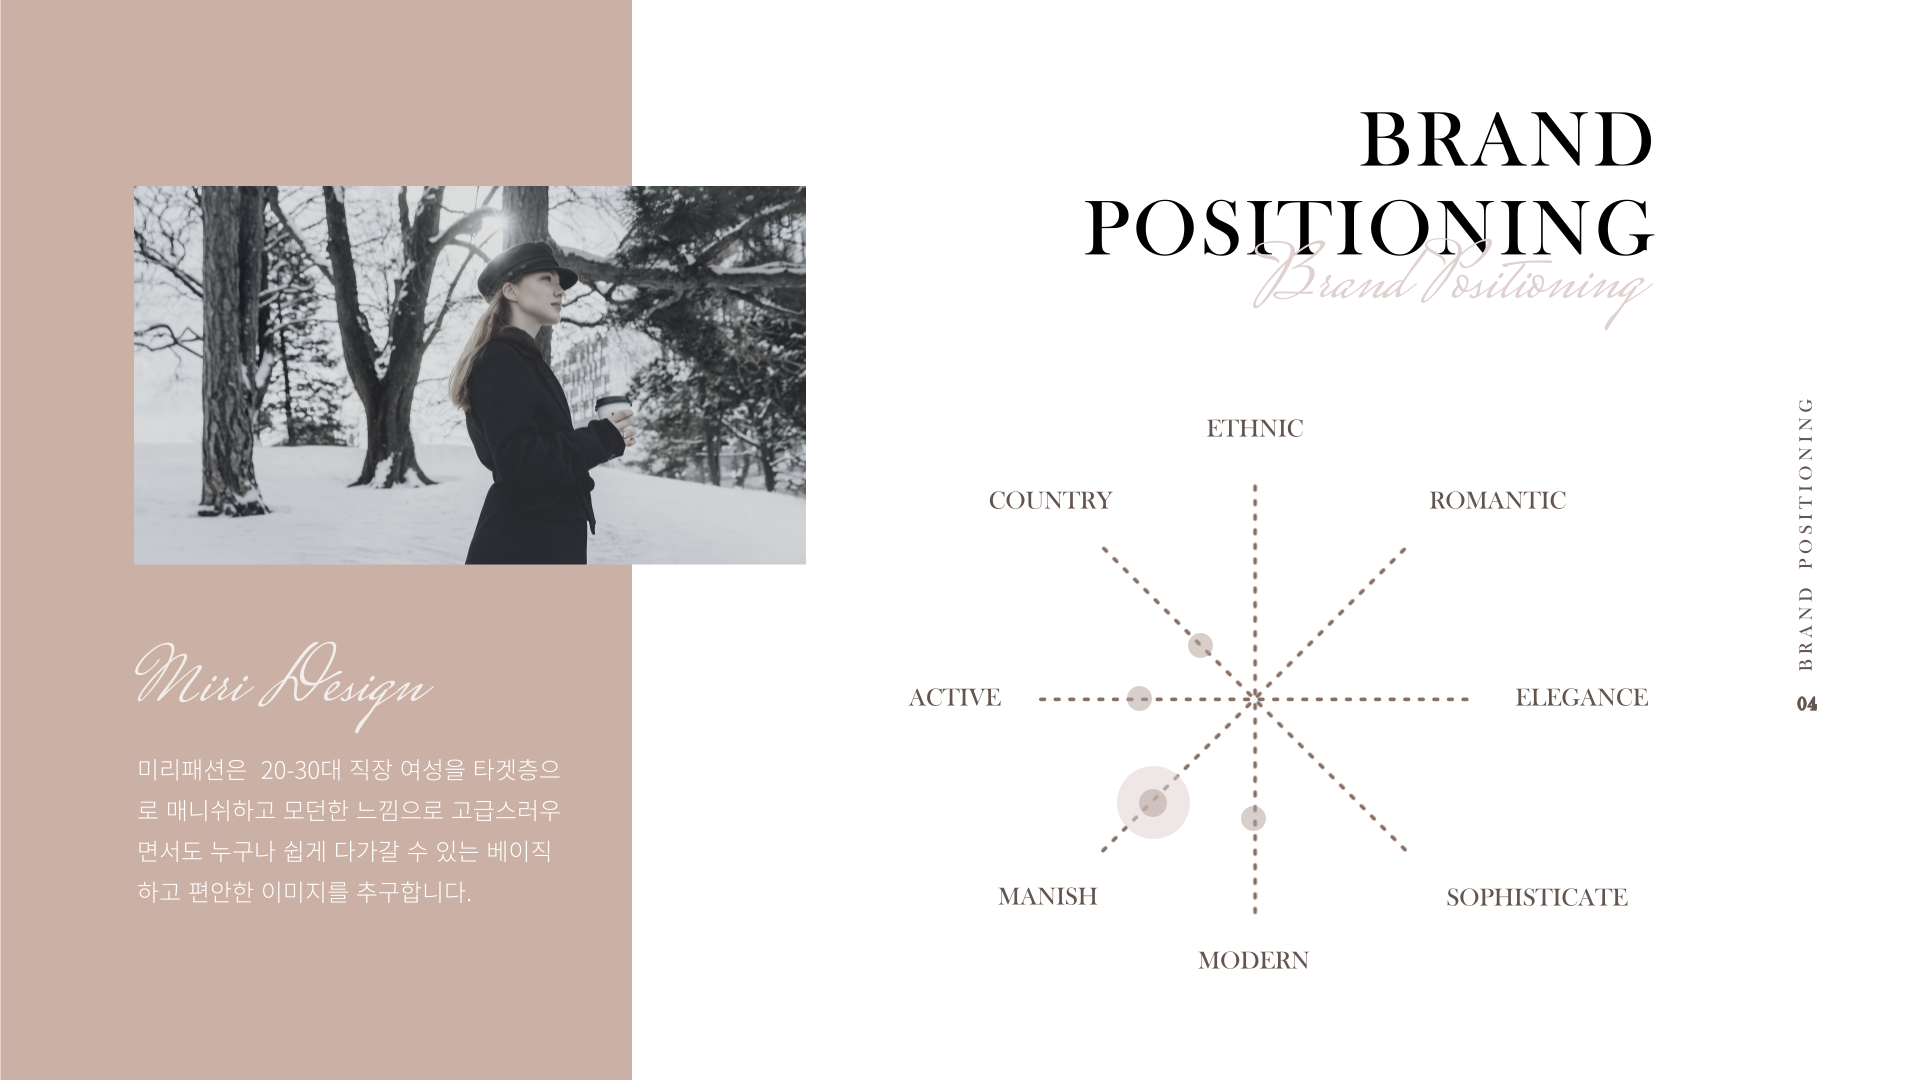 BRAND
POSITIONING
Brand Positioning
Miri Design
미리패션은  20-30대 직장 여성을 타겟층으
로 매니쉬하고 모던한 느낌으로 고급스러우
면서도 누구나 쉽게 다가갈 수 있는 베이직
하고 편안한 이미지를 추구합니다.
ETHNIC
COUNTRY
ROMANTIC
ACTIVE
ELEGANCE
MANISH
SOPHISTICATE
MODERN
BRAND POSITIONING
04